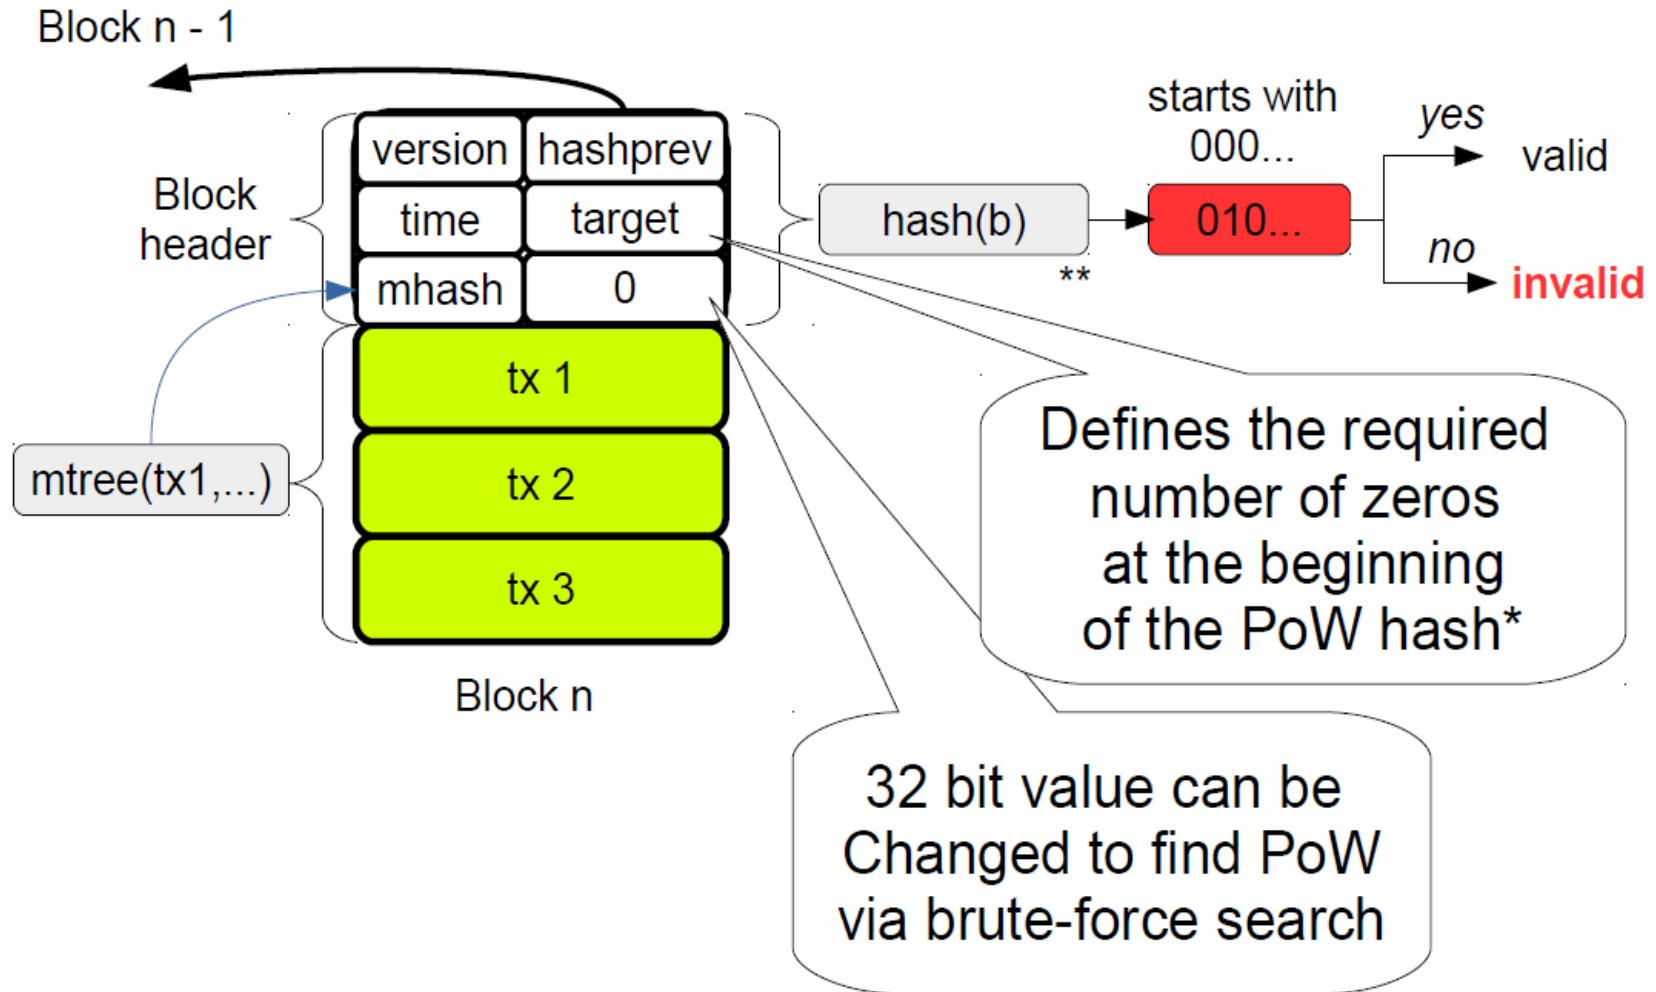 Block n - 1
starts with
000...
yes
valid
version
hashprev
Block
header
time
target
hash(b)
010...
**
no
invalid
mhash
0
tx 1
mtree(tx1,...)
tx 2
tx 3
Block n
Defines the required
number of zeros
at the beginning
of the PoW hash*
32 bit value can be
Changed to find PoW
via brute-force search